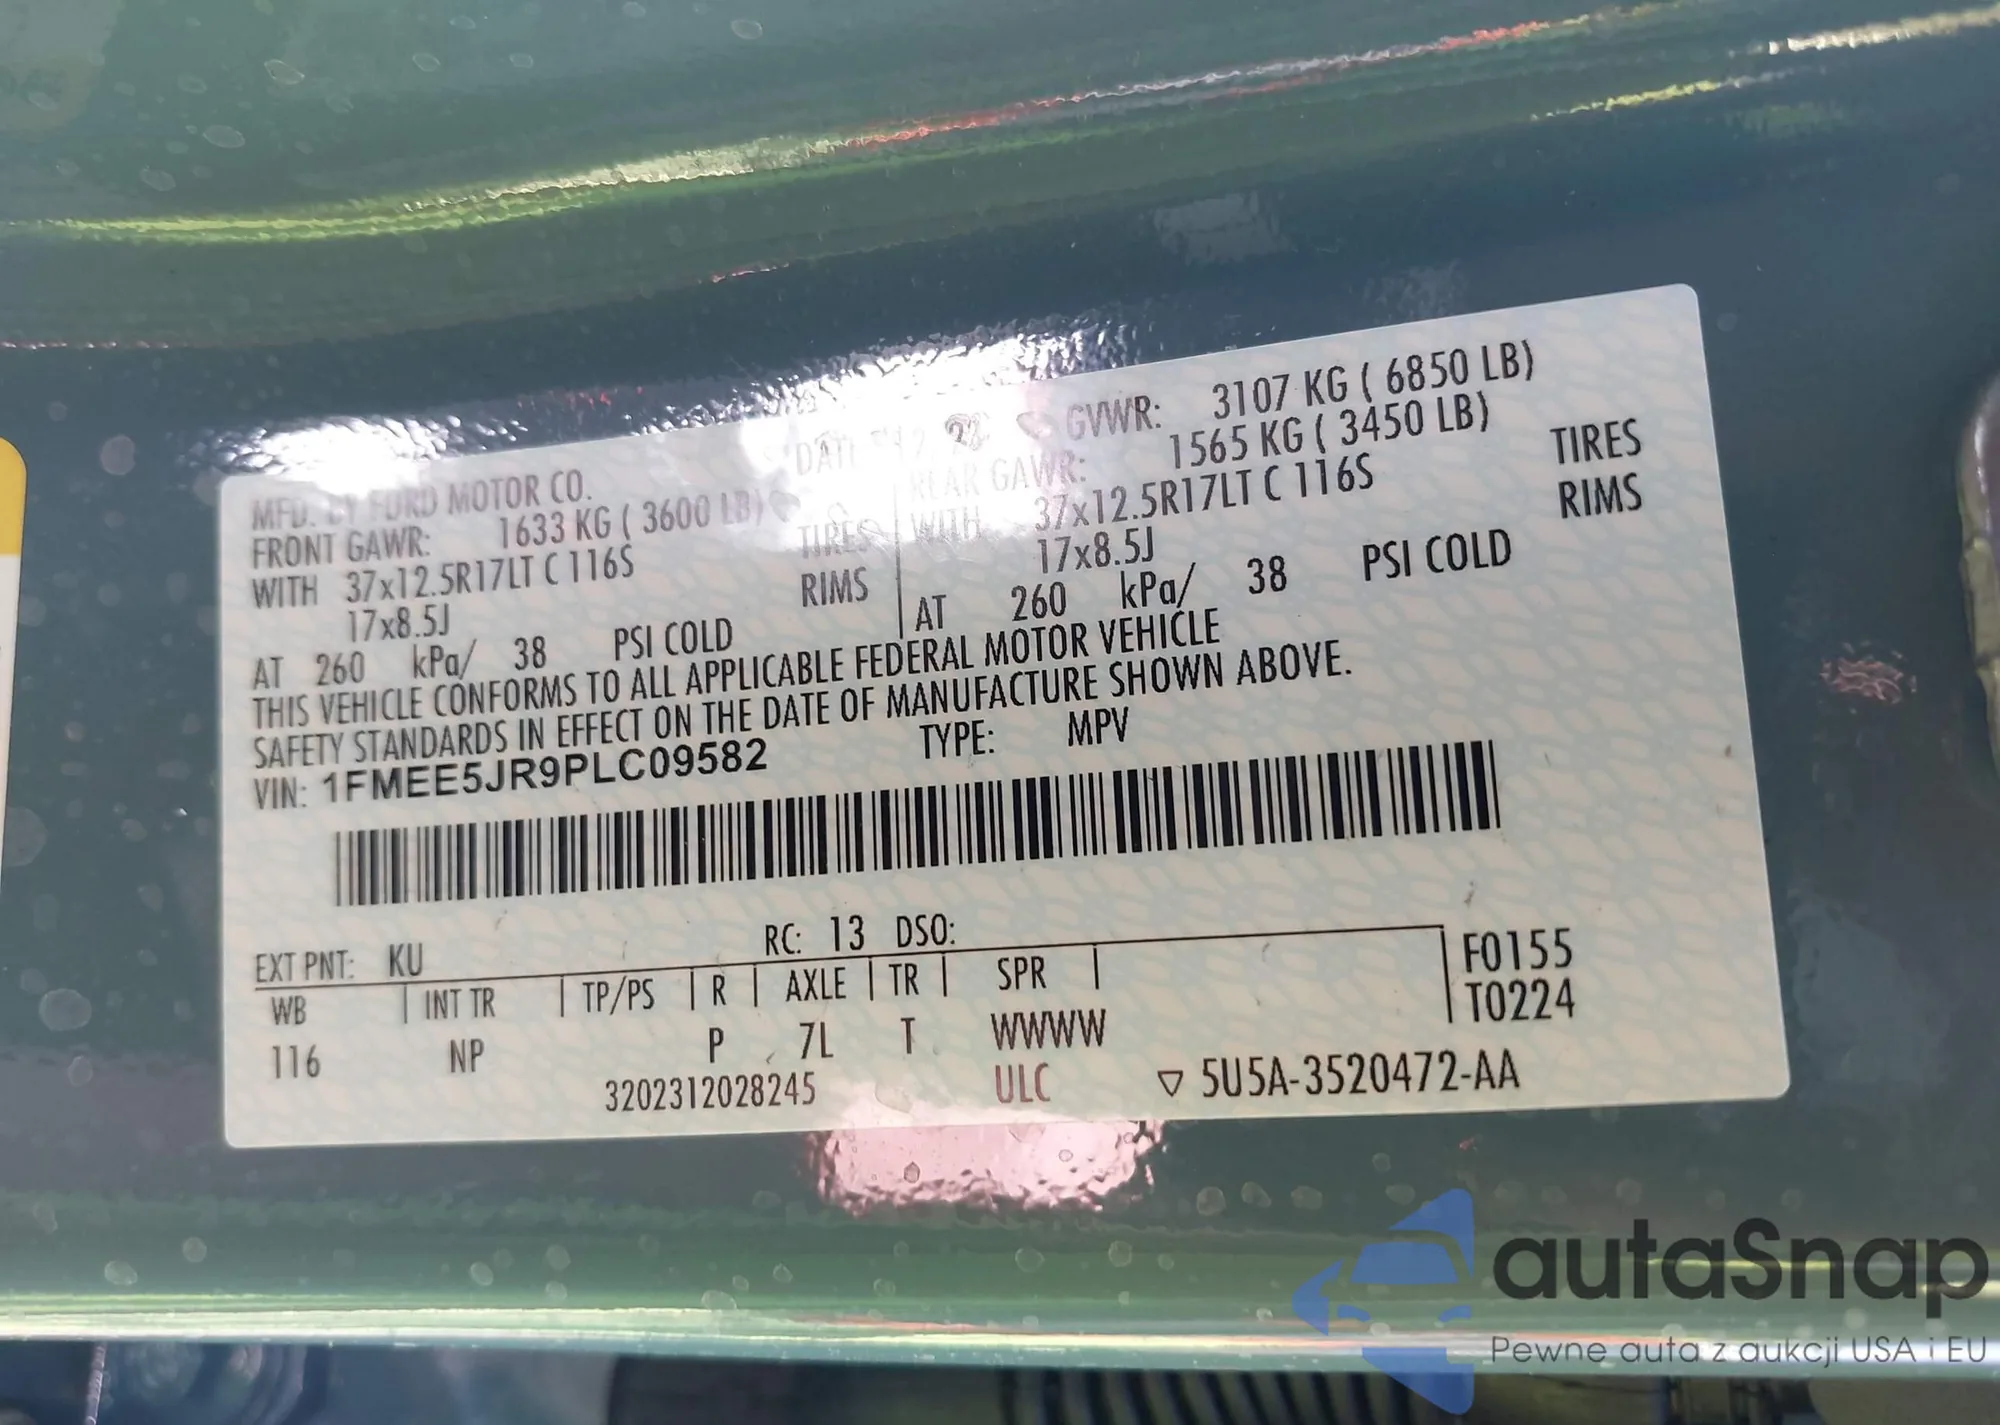 MFD. BY FORD MOTOR CO. DATE: 12/22 GVWR: 3107 KG ( 6850 LB)
FRONT GAWR: 1633 KG ( 3600 LB) REAR GAWR: 1565 KG ( 3450 LB)
WITH 37x12.5R17LT C 116S TIRES WITH 37x12.5R17LT C 116S TIRES
17x8.5J RIMS 17x8.5J RIMS
AT 260 kPa/ 38 PSI COLD AT 260 kPa/ 38 PSI COLD
THIS VEHICLE CONFORMS TO ALL APPLICABLE FEDERAL MOTOR VEHICLE
SAFETY STANDARDS IN EFFECT ON THE DATE OF MANUFACTURE SHOWN ABOVE.
VIN: 1FMEE5JR9PLC09582 TYPE: MPV
EXT PNT: KU RC: 13 DSO:
WB INT TR TP/PS R AXLE TR SPR F0155
T0224
116 NP P 7L T WWWW
3202312028245 ULC ▽ 5U5A-3520472-AA
autaSnap
Pewne auta z aukcji USA i EU